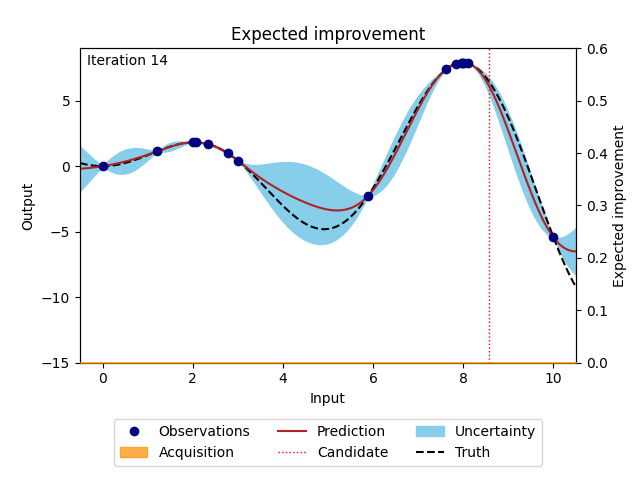 Expected improvement
Iteration 14
5
0
−5
−10
−15
Output
0.6
0.5
0.4
0.3
0.2
0.1
0.0
Expected improvement
0 2 4 6 8 10
Input
Observations Prediction Uncertainty
Acquisition Candidate Truth